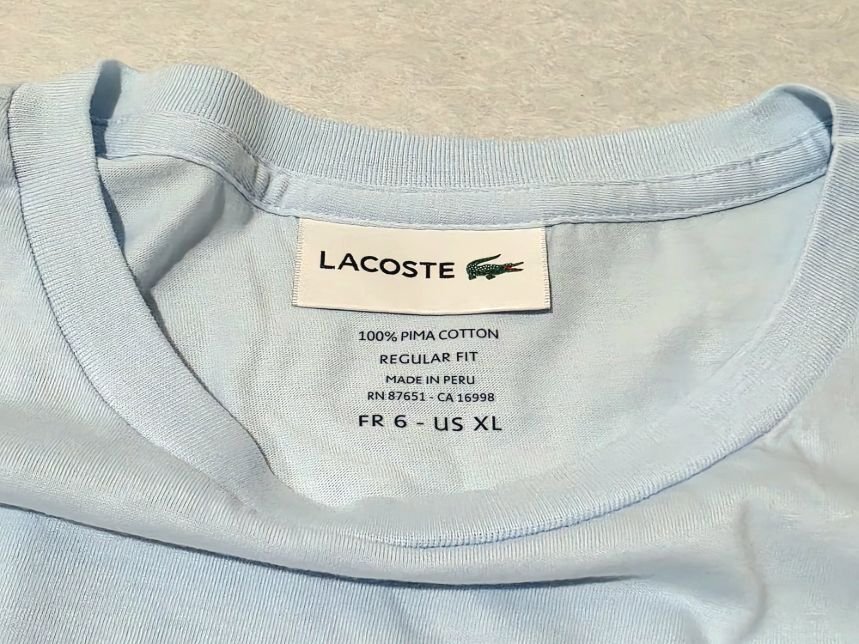 LACOSTE
100% PIMA COTTON
REGULAR FIT
MADE IN PERU
RN 87651 - CA 16998
FR 6 - US XL